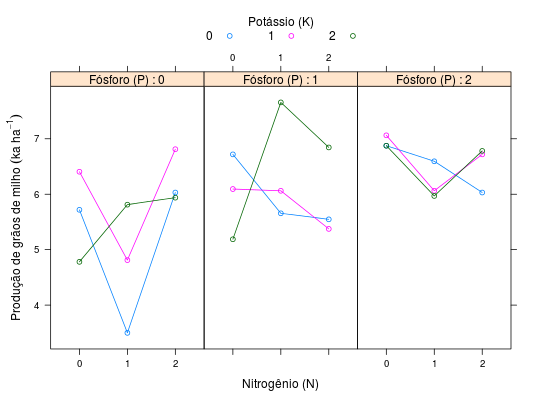 Potássio (K)
0 1 2
0 1 2
Fósforo (P) : 0 Fósforo (P) : 1 Fósforo (P) : 2
Produção de grãos de milho (ka ha⁻¹)
7
6
5
4
0 1 2 0 1 2
Nitrogênio (N)